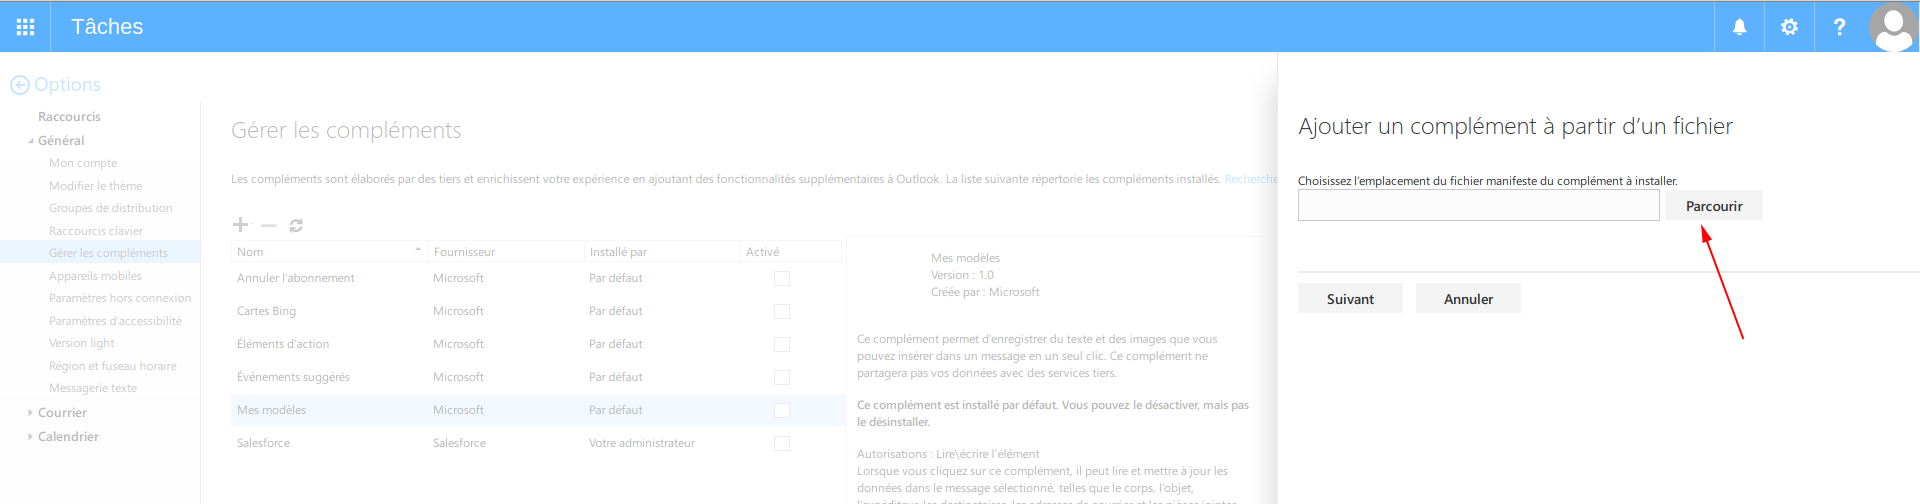 Tâches
?
Options
Raccourcis
Général
Mon compte
Modifier le thème
Groupes de distribution
Raccourcis clavier
Gérer les compléments
Appareils mobiles
Paramètres hors connexion
Paramètres d'accessibilité
Version light
Région et fuseau horaire
Messagerie texte
Courrier
Calendrier
Gérer les compléments
Les compléments sont élaborés par des tiers et enrichissent votre expérience en ajoutant des fonctionnalités supplémentaires à Outlook. La liste suivante répertorie les compléments installés. Recherche
Nom Fournisseur Installé par Activé
Annuler l'abonnement Microsoft Par défaut
Cartes Bing Microsoft Par défaut
Éléments d'action Microsoft Par défaut
Événements suggérés Microsoft Par défaut
Mes modèles Microsoft Par défaut
Salesforce Salesforce Votre administrateur
Mes modèles
Version : 1.0
Créée par : Microsoft
Ce complément permet d'enregistrer du texte et des images que vous
pouvez insérer dans un message en un seul clic. Ce complément ne
partagera pas vos données avec des services tiers.
Ce complément est installé par défaut. Vous pouvez le désactiver, mais pas
le désinstaller.
Autorisations : Lire\écrire l'élément
Lorsque vous cliquez sur ce complément, il peut lire et mettre à jour les
données dans le message sélectionné, telles que le corps, l'objet,
Ajouter un complément à partir d'un fichier
Choisissez l'emplacement du fichier manifeste du complément à installer.
Parcourir
Suivant Annuler